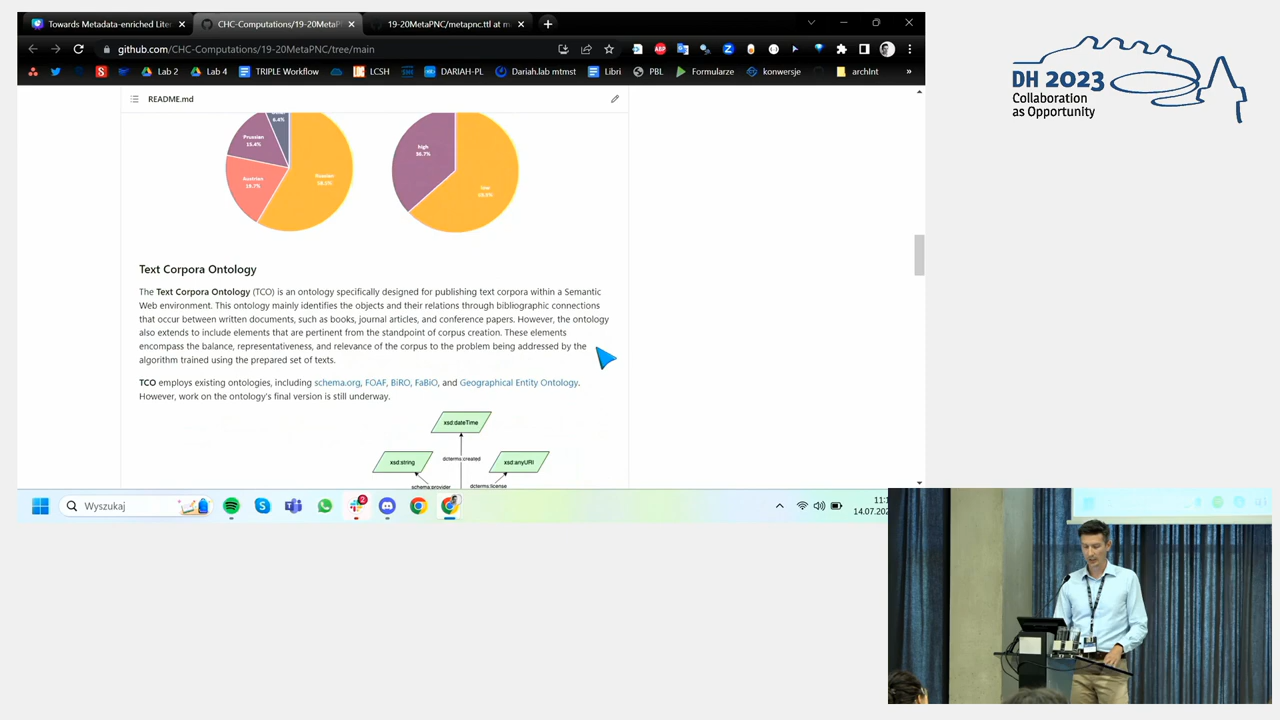 Towards Metadata-enriched Liter
CHC-Computations/19-20MetaP
19-20MetaPNC/metapnc.ttl at m
github.com/CHC-Computations/19-20MetaPNC/tree/main
Lab 2
Lab 4
TRIPLE Workflow
LCSH
DARIAH-PL
Dariah.lab mtmst
Libri
PBL
Formularze
konwersje
archInt
»
README.md
6.4%
Prussian
15.4%
Austrian
19.7%
high
36.7%
Text Corpora Ontology
The Text Corpora Ontology (TCO) is an ontology specifically designed for publishing text corpora within a Semantic
Web environment. This ontology mainly identifies the objects and their relations through bibliographic connections
that occur between written documents, such as books, journal articles, and conference papers. However, the ontology
also extends to include elements that are pertinent from the standpoint of corpus creation. These elements
encompass the balance, representativeness, and relevance of the corpus to the problem being addressed by the
algorithm trained using the prepared set of texts.
TCO employs existing ontologies, including schema.org, FOAF, BiRO, FaBiO, and Geographical Entity Ontology.
However, work on the ontology's final version is still underway.
xsd:dateTime
xsd:string
dcterms:created
xsd:anyURI
schema:provider
dcterms:license
Wyszukaj
2
11:1
14.07.202
DH 2023
Collaboration
as Opportunity